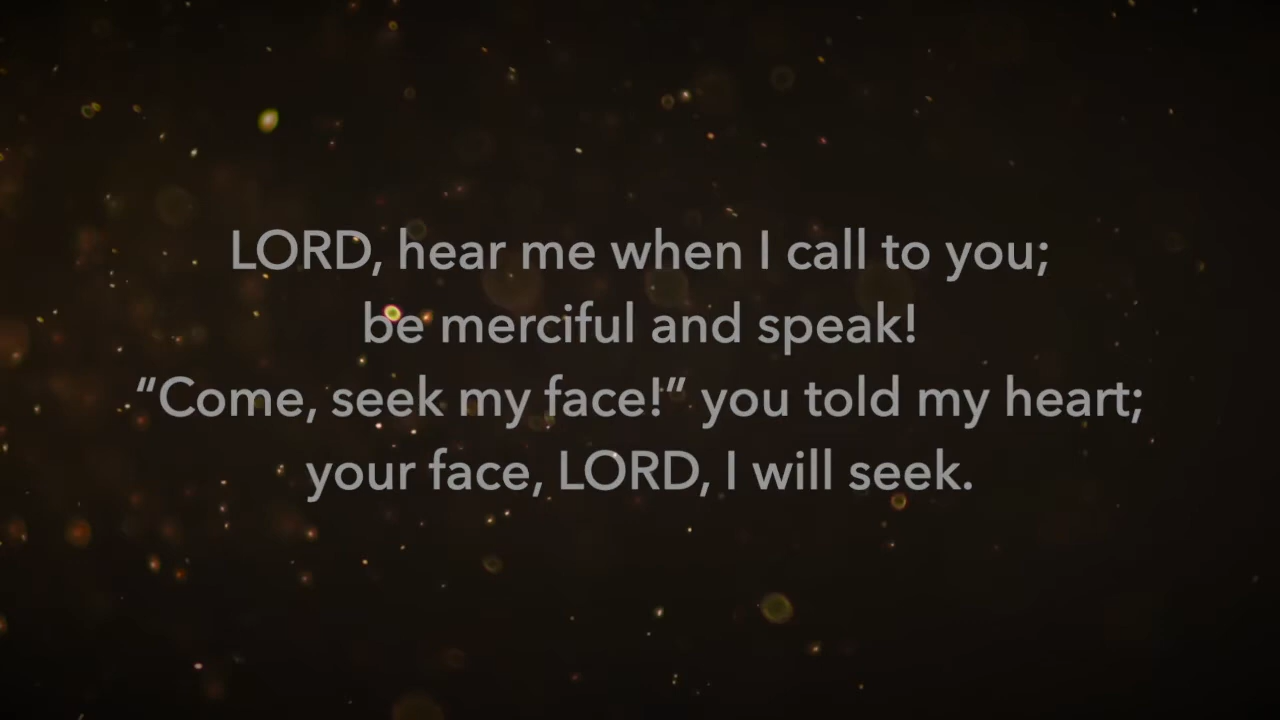 LORD, hear me when I call to you;
be merciful and speak!
“Come, seek my face!” you told my heart;
your face, LORD, I will seek.